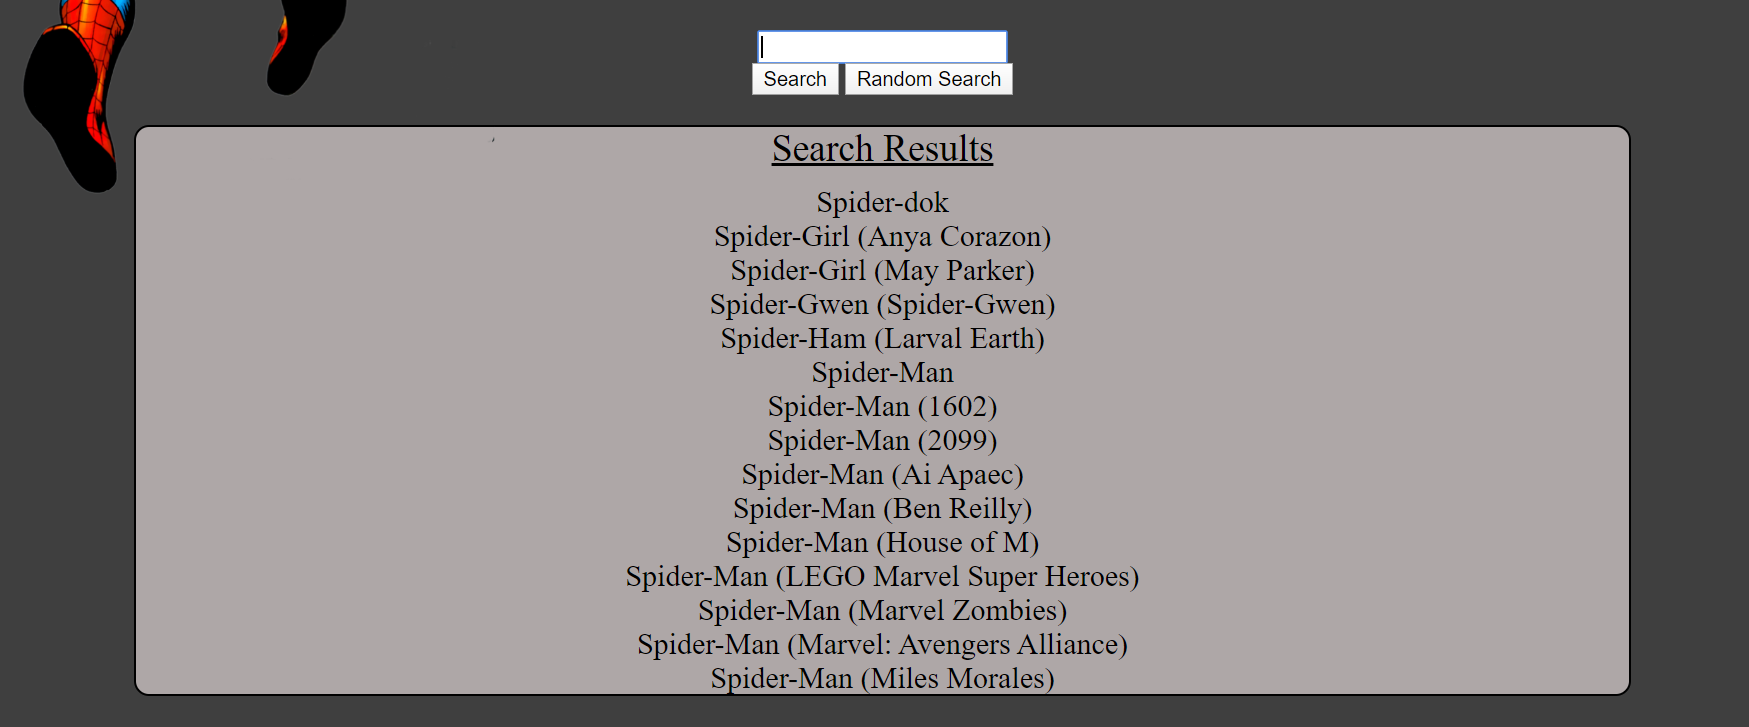 Search Random Search
Search Results
Spider-dok
Spider-Girl (Anya Corazon)
Spider-Girl (May Parker)
Spider-Gwen (Spider-Gwen)
Spider-Ham (Larval Earth)
Spider-Man
Spider-Man (1602)
Spider-Man (2099)
Spider-Man (Ai Apaec)
Spider-Man (Ben Reilly)
Spider-Man (House of M)
Spider-Man (LEGO Marvel Super Heroes)
Spider-Man (Marvel Zombies)
Spider-Man (Marvel: Avengers Alliance)
Spider-Man (Miles Morales)